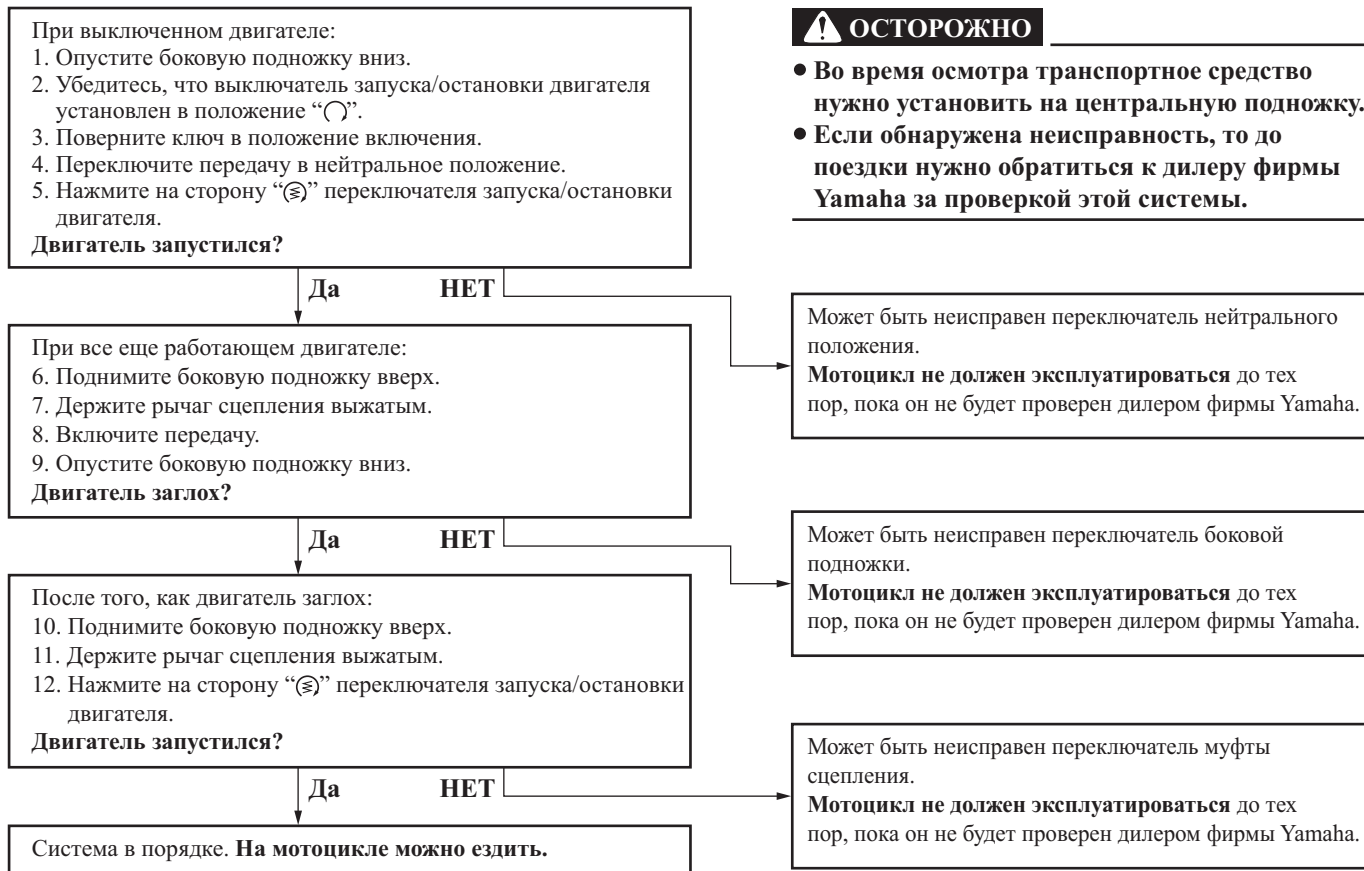 При выключенном двигателе:
1. Опустите боковую подножку вниз.
2. Убедитесь, что выключатель запуска/остановки двигателя
установлен в положение “◯”.
3. Поверните ключ в положение включения.
4. Переключите передачу в нейтральное положение.
5. Нажмите на сторону “” переключателя запуска/остановки
двигателя.
Двигатель запустился?
Да НЕТ
При все еще работающем двигателе:
6. Поднимите боковую подножку вверх.
7. Держите рычаг сцепления выжатым.
8. Включите передачу.
9. Опустите боковую подножку вниз.
Двигатель заглох?
Да НЕТ
После того, как двигатель заглох:
10. Поднимите боковую подножку вверх.
11. Держите рычаг сцепления выжатым.
12. Нажмите на сторону “” переключателя запуска/остановки
двигателя.
Двигатель запустился?
Да НЕТ
Система в порядке. На мотоцикле можно ездить.
ОСТОРОЖНО
● Во время осмотра транспортное средство
нужно установить на центральную подножку.
● Если обнаружена неисправность, то до
поездки нужно обратиться к дилеру фирмы
Yamaha за проверкой этой системы.
Может быть неисправен переключатель нейтрального
положения.
Мотоцикл не должен эксплуатироваться до тех
пор, пока он не будет проверен дилером фирмы Yamaha.
Может быть неисправен переключатель боковой
подножки.
Мотоцикл не должен эксплуатироваться до тех
пор, пока он не будет проверен дилером фирмы Yamaha.
Может быть неисправен переключатель муфты
сцепления.
Мотоцикл не должен эксплуатироваться до тех
пор, пока он не будет проверен дилером фирмы Yamaha.